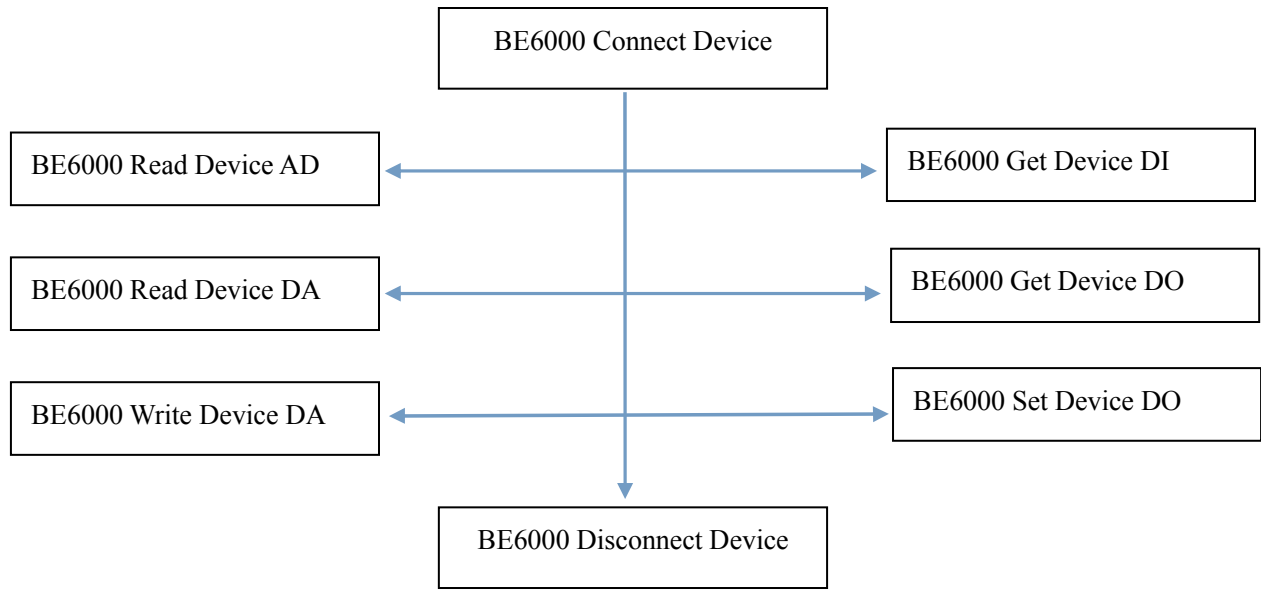 BE6000 Connect Device
BE6000 Read Device AD
BE6000 Get Device DI
BE6000 Read Device DA
BE6000 Get Device DO
BE6000 Write Device DA
BE6000 Set Device DO
BE6000 Disconnect Device